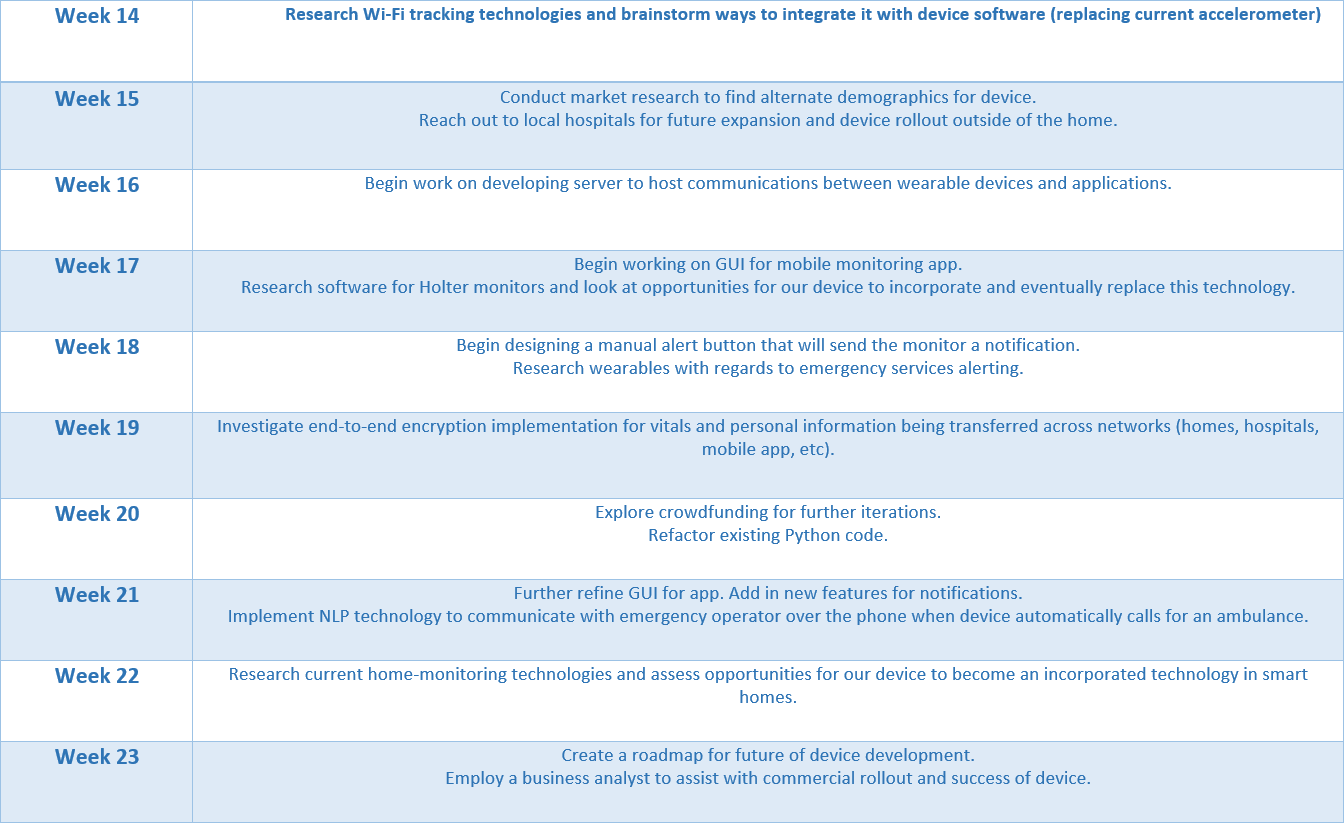 Week 14
Research Wi-Fi tracking technologies and brainstorm ways to integrate it with device software (replacing current accelerometer)
Week 15
Conduct market research to find alternate demographics for device.
Reach out to local hospitals for future expansion and device rollout outside of the home.
Week 16
Begin work on developing server to host communications between wearable devices and applications.
Week 17
Begin working on GUI for mobile monitoring app.
Research software for Holter monitors and look at opportunities for our device to incorporate and eventually replace this technology.
Week 18
Begin designing a manual alert button that will send the monitor a notification.
Research wearables with regards to emergency services alerting.
Week 19
Investigate end-to-end encryption implementation for vitals and personal information being transferred across networks (homes, hospitals,
mobile app, etc).
Week 20
Explore crowdfunding for further iterations.
Refactor existing Python code.
Week 21
Further refine GUI for app. Add in new features for notifications.
Implement NLP technology to communicate with emergency operator over the phone when device automatically calls for an ambulance.
Week 22
Research current home-monitoring technologies and assess opportunities for our device to become an incorporated technology in smart
homes.
Week 23
Create a roadmap for future of device development.
Employ a business analyst to assist with commercial rollout and success of device.